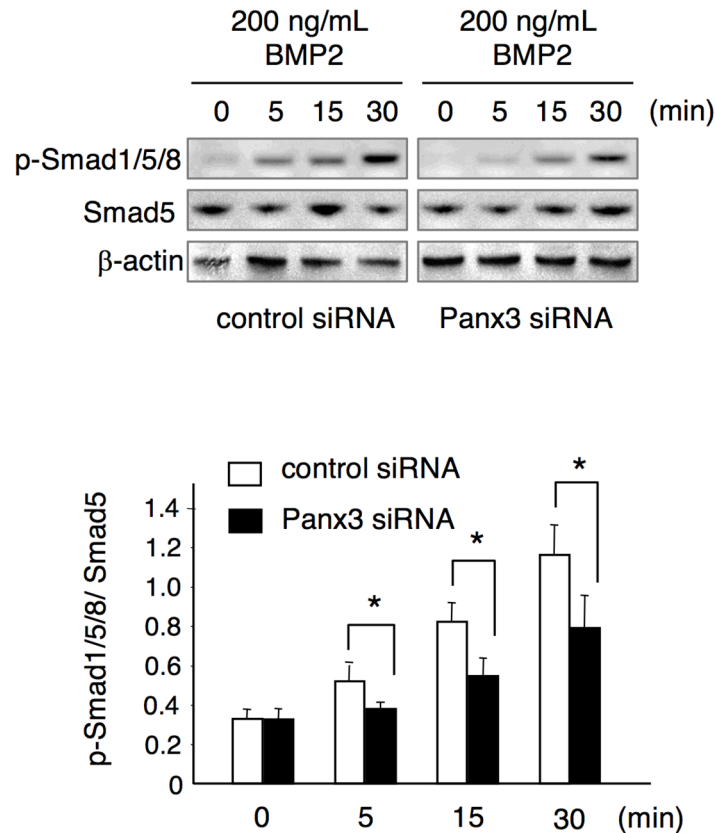 200 ng/mL 200 ng/mL
BMP2 BMP2
0 5 15 30 0 5 15 30 (min)
p-Smad1/5/8
Smad5
β-actin
control siRNA Panx3 siRNA
control siRNA
Panx3 siRNA
p-Smad1/5/8/ Smad5
1.4
1.2
1.0
0.8
0.6
0.4
0.2
0
*
*
*
0 5 15 30 (min)